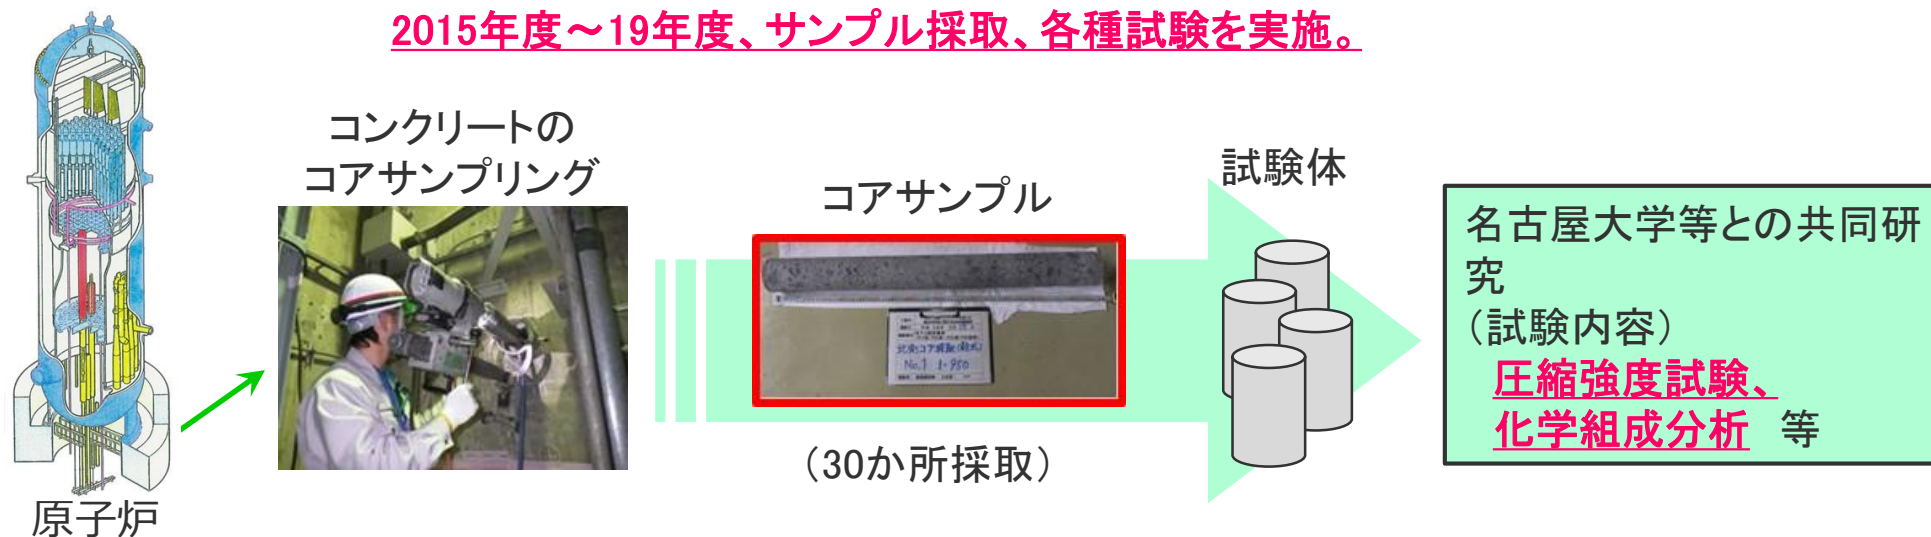 2015年度～19年度、サンプル採取、各種試験を実施。
コンクリートの
コアサンプリング
コアサンプル
試験体
名古屋大学等との共同研
究
（試験内容）
圧縮強度試験、
化学組成分析　等
No.1 1-950
（30か所採取）
原子炉